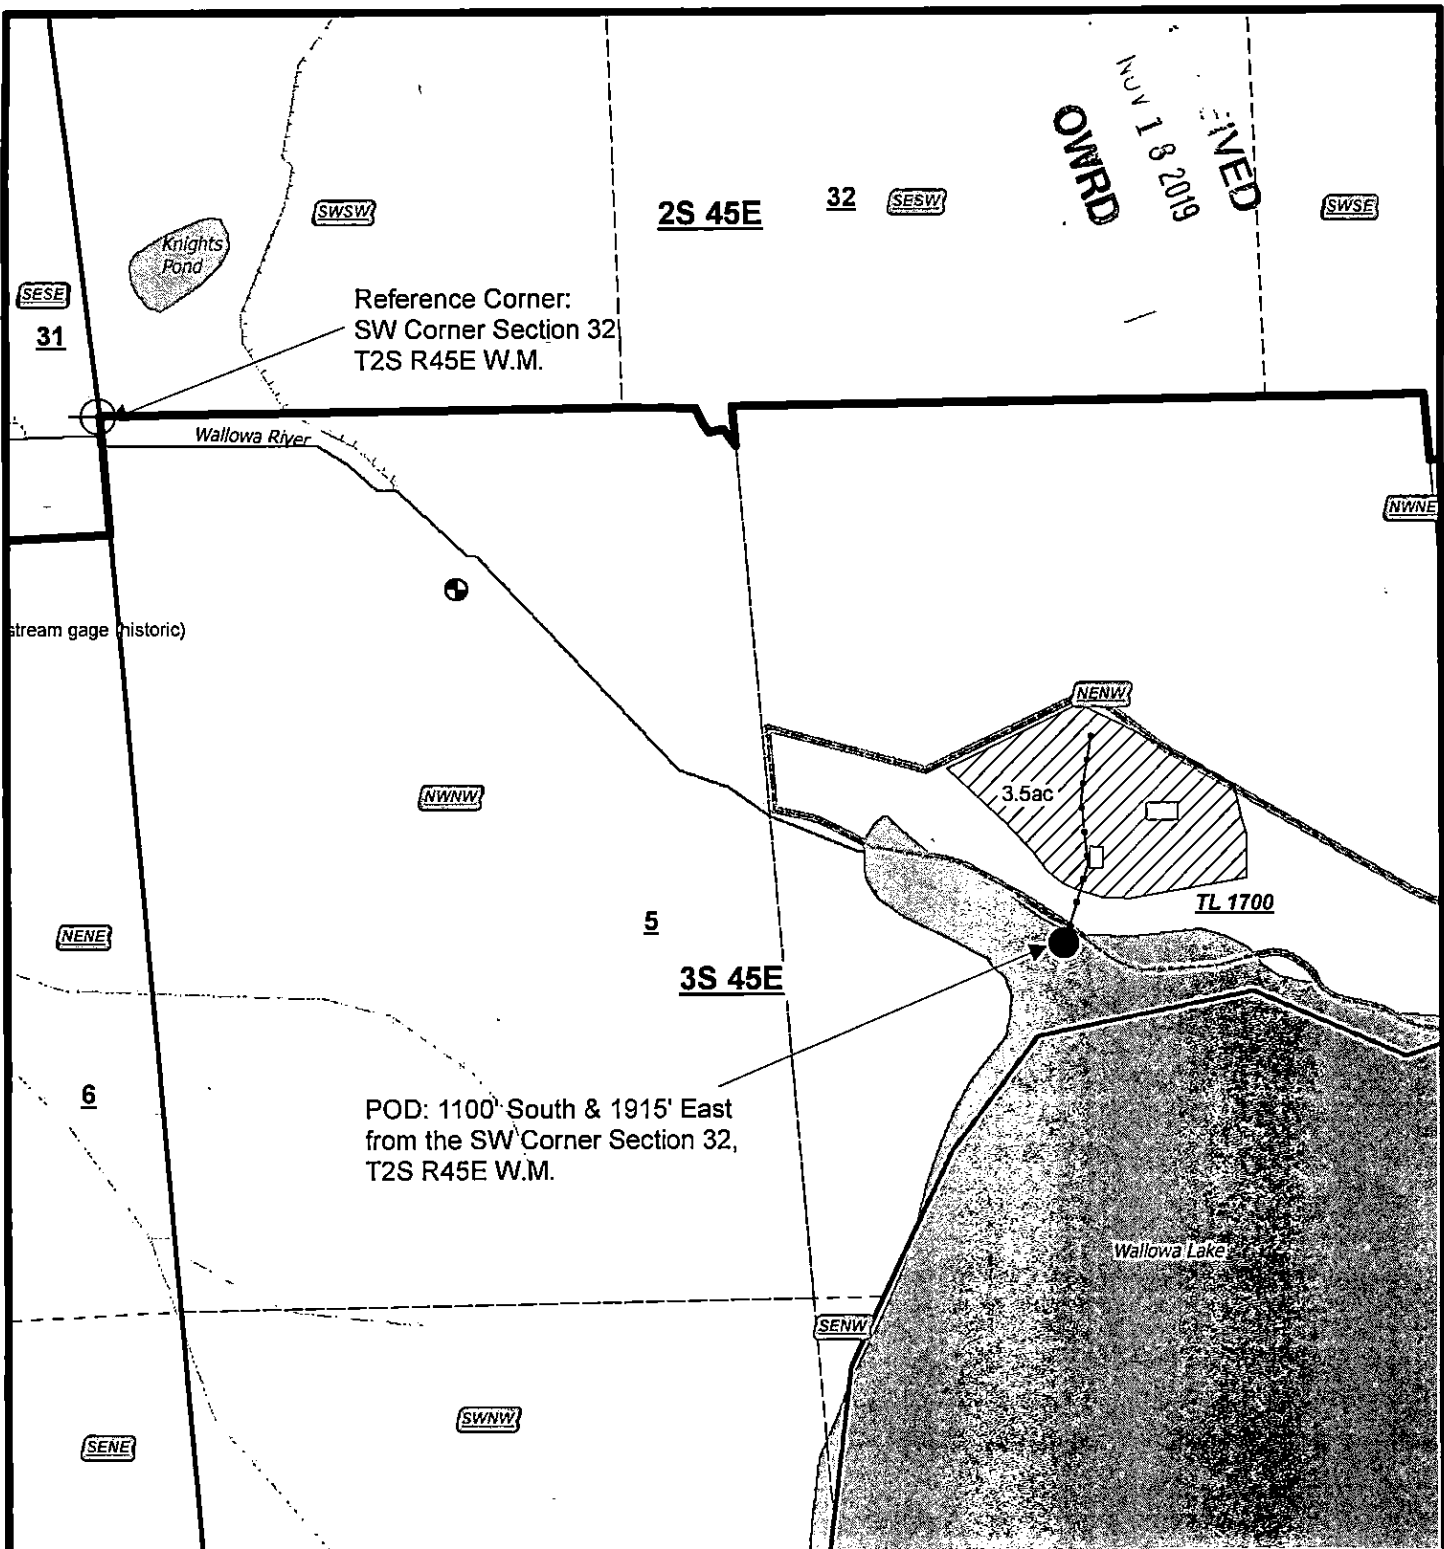 NOV 18 2019
OWRD
SWSW
2S 45E
32
SESW
SWSE
Knights
Pond
SESE
31
Reference Corner:
SW Corner Section 32
T2S R45E W.M.
Wallowa River
NWNE
stream gage (historic)
NENW
3.5ac
NWNW
TL 1700
5
NENE
3S 45E
6
POD: 1100' South & 1915' East
from the SW Corner Section 32,
T2S R45E W.M.
Wallowa Lake
SENW
SWNW
SENE